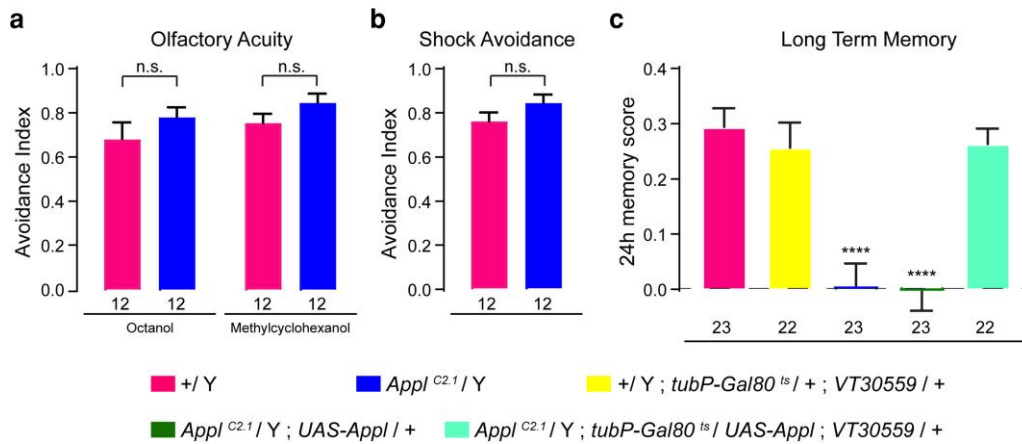 a
Olfactory Acuity
Avoidance Index
1.0
0.8
0.6
0.4
0.2
0.0
n.s.
n.s.
12 12 12 12
Octanol Methylcyclohexanol
b
Shock Avoidance
Avoidance Index
1.0
0.8
0.6
0.4
0.2
0.0
n.s.
12 12
c
Long Term Memory
24h memory score
0.4
0.3
0.2
0.1
0.0
****
****
23 22 23 23 22
+/ Y
Appl C2.1 / Y
+/ Y ; tubP-Gal80 ts / + ; VT30559 / +
Appl C2.1 / Y ; UAS-Appl / +
Appl C2.1 / Y ; tubP-Gal80 ts / UAS-Appl ; VT30559 / +